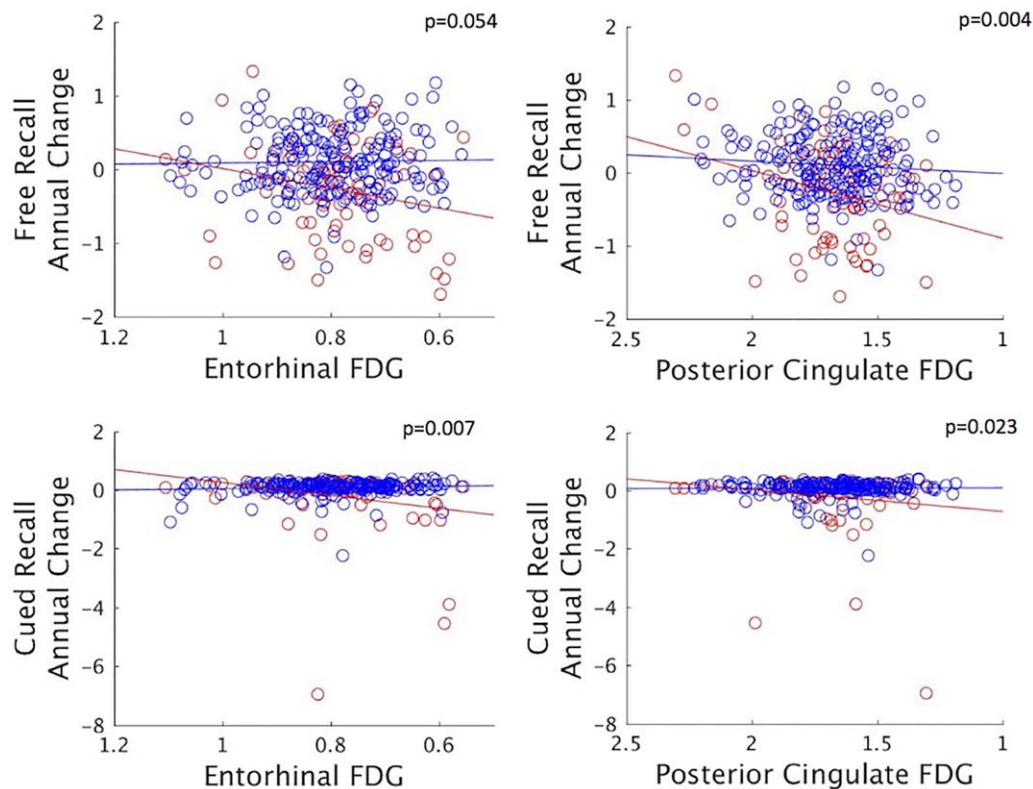 p=0.054
2
1
0
−1
−2
Free Recall
Annual Change
1.2
1
0.8
0.6
Entorhinal FDG
p=0.004
2
1
0
−1
−2
Free Recall
Annual Change
2.5
2
1.5
1
Posterior Cingulate FDG
p=0.007
2
0
−2
−4
−6
−8
Cued Recall
Annual Change
1.2
1
0.8
0.6
Entorhinal FDG
p=0.023
2
0
−2
−4
−6
−8
Cued Recall
Annual Change
2.5
2
1.5
1
Posterior Cingulate FDG